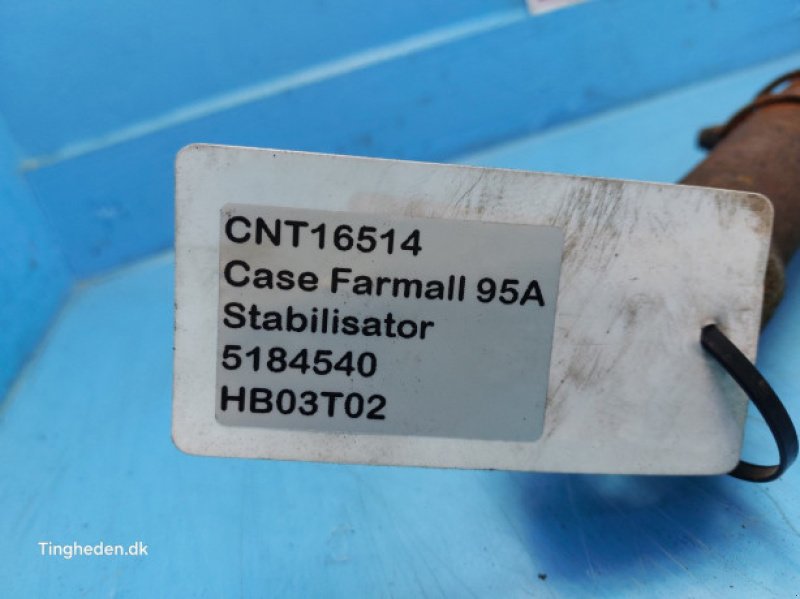 CNT16514
Case Farmall 95A
Stabilisator
5184540
HB03T02
Tingheden.dk